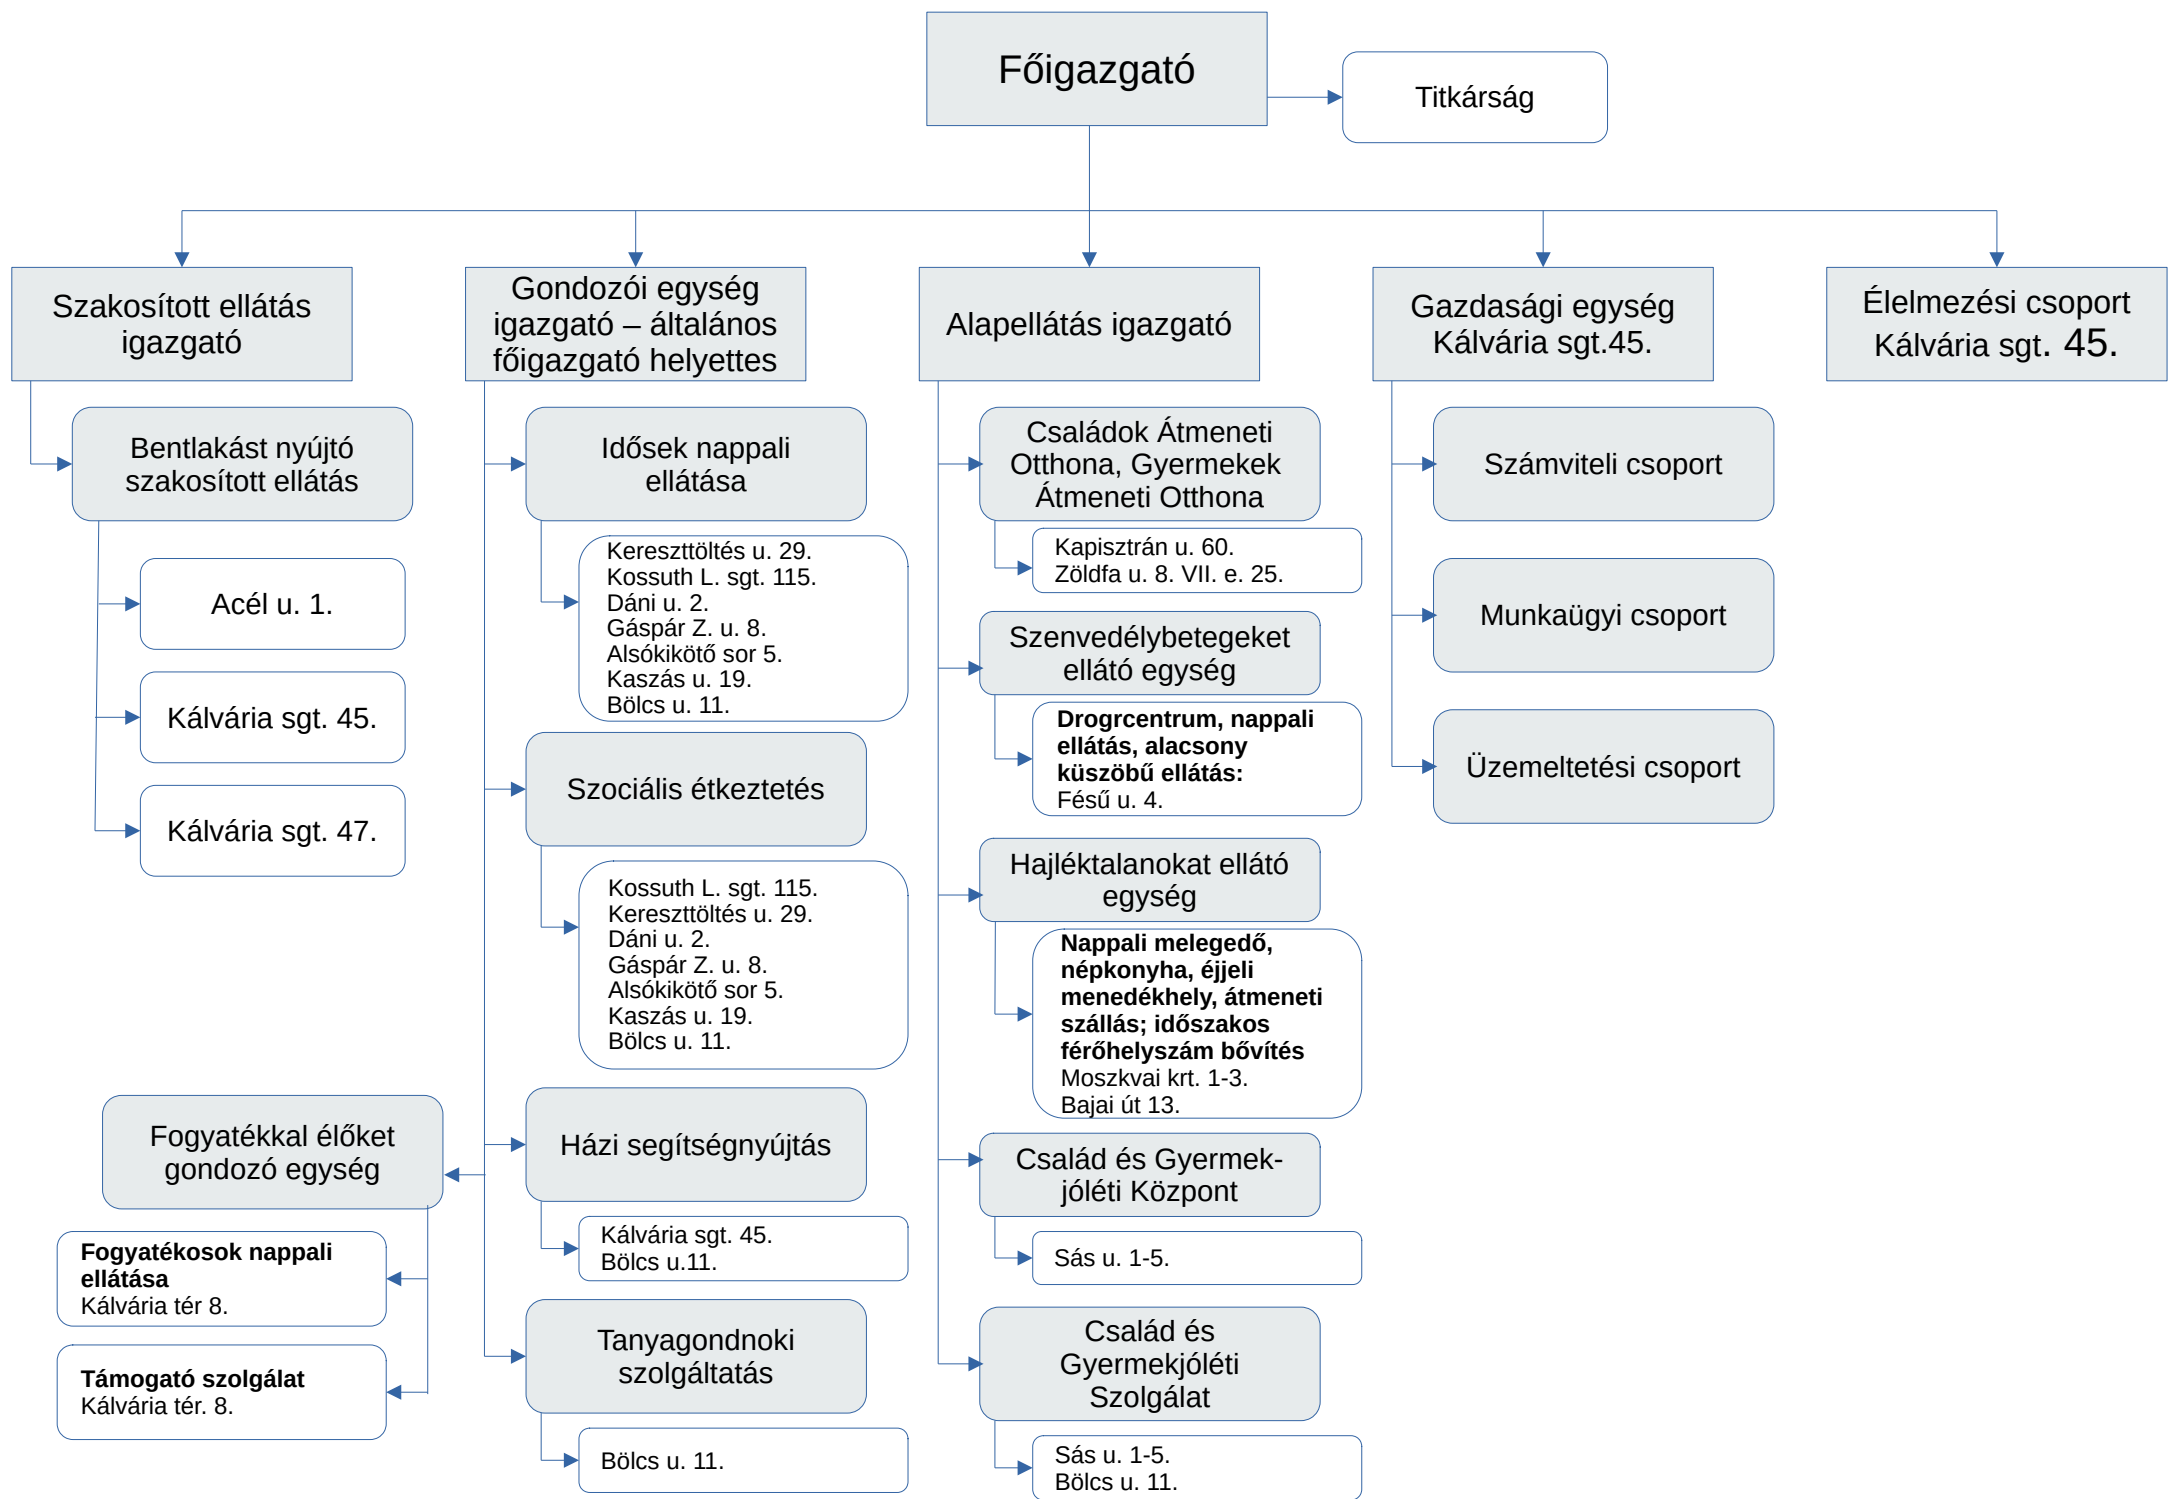 Főigazgató
Titkárság
Szakosított ellátás
igazgató
Gondozói egység
igazgató – általános
főigazgató helyettes
Alapellátás igazgató
Gazdasági egység
Kálvária sgt.45.
Élelmezési csoport
Kálvária sgt. 45.
Bentlakást nyújtó
szakosított ellátás
Acél u. 1.
Kálvária sgt. 45.
Kálvária sgt. 47.
Idősek nappali
ellátása
Kereszttöltés u. 29.
Kossuth L. sgt. 115.
Dáni u. 2.
Gáspár Z. u. 8.
Alsókikötő sor 5.
Kaszás u. 19.
Bölcs u. 11.
Szociális étkeztetés
Kossuth L. sgt. 115.
Kereszttöltés u. 29.
Dáni u. 2.
Gáspár Z. u. 8.
Alsókikötő sor 5.
Kaszás u. 19.
Bölcs u. 11.
Házi segítségnyújtás
Kálvária sgt. 45.
Bölcs u.11.
Tanyagondnoki
szolgáltatás
Bölcs u. 11.
Fogyatékkal élőket
gondozó egység
Fogyatékosok nappali
ellátása
Kálvária tér 8.
Támogató szolgálat
Kálvária tér. 8.
Családok Átmeneti
Otthona, Gyermekek
Átmeneti Otthona
Kapisztrán u. 60.
Zöldfa u. 8. VII. e. 25.
Szenvedélybetegeket
ellátó egység
Drogrcentrum, nappali
ellátás, alacsony
küszöbű ellátás:
Fésű u. 4.
Hajléktalanokat ellátó
egység
Nappali melegedő,
népkonyha, éjjeli
menedékhely, átmeneti
szállás; időszakos
férőhelyszám bővítés
Moszkvai krt. 1-3.
Bajai út 13.
Család és Gyermek-
jóléti Központ
Sás u. 1-5.
Család és
Gyermekjóléti
Szolgálat
Sás u. 1-5.
Bölcs u. 11.
Számviteli csoport
Munkaügyi csoport
Üzemeltetési csoport